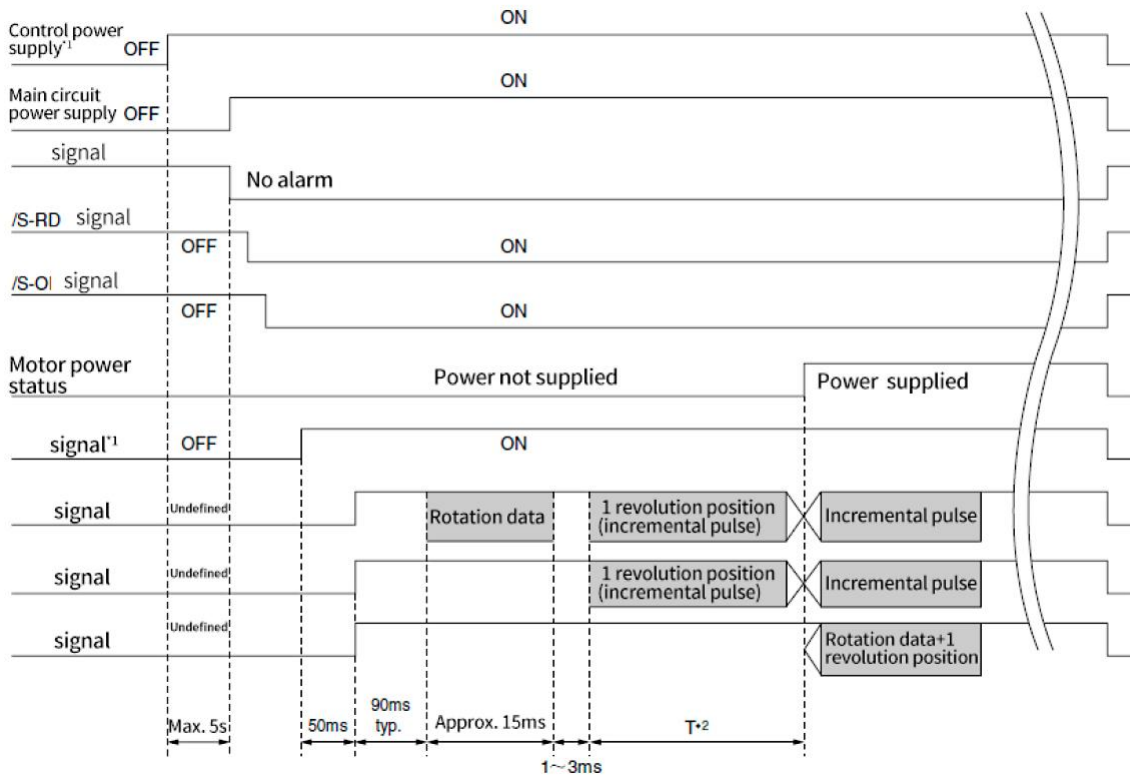 ON
Control power
supply*1 OFF
ON
Main circuit
power supply OFF
signal
No alarm
/S-RD signal
OFF ON
/S-OI signal
OFF ON
Motor power
status
Power not supplied
Power supplied
signal*1 OFF ON
signal Undefined
Rotation data
1 revolution position
(incremental pulse)
Incremental pulse
signal Undefined
1 revolution position
(incremental pulse)
Incremental pulse
signal Undefined
Rotation data+1
revolution position
Max. 5s
50ms
90ms
typ.
Approx. 15ms
T*2
1~3ms